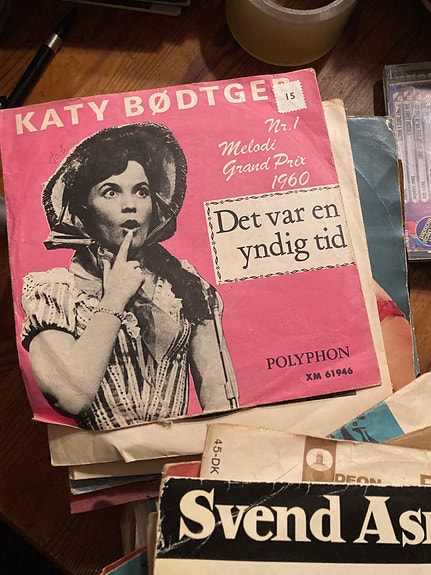 KATY BØDTGE
15
Nr.1
Melodi
Grand Prix
1960
Det var en
yndig tid
POLYPHON
XM 61946
45-DK
Svend As